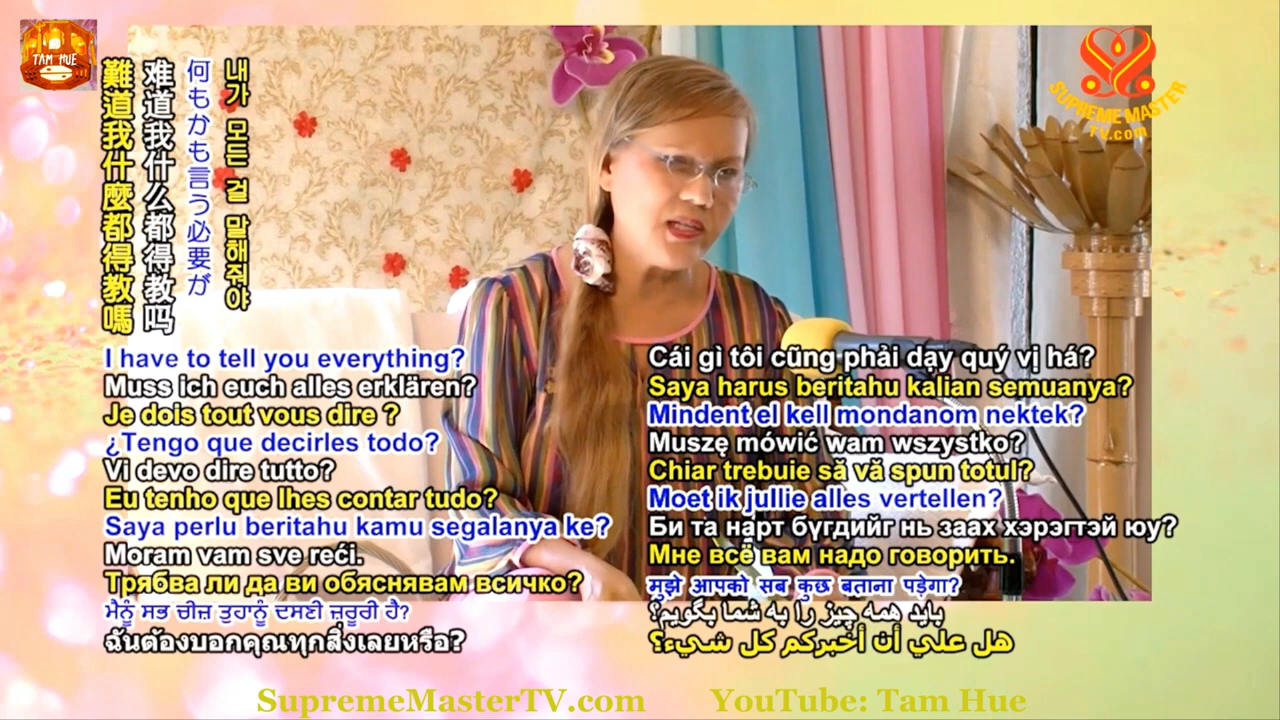 TAM HUE
SUPREME MASTER
TV.com
難道我什麼都得教嗎
难道我什么都得教吗
何もかも言う必要が
내가 모든 걸 말해줘야
I have to tell you everything?
Muss ich euch alles erklären?
Je dois tout vous dire ?
¿Tengo que decirles todo?
Vi devo dire tutto?
Eu tenho que lhes contar tudo?
Saya perlu beritahu kamu segalanya ke?
Moram vam sve reći.
Трябва ли да ви обяснявам всичко?
ਮੈਨੂੰ ਸਭ ਚੀਜ਼ ਤੁਹਾਨੂੰ ਦਸਣੀ ਜ਼ਰੂਰੀ ਹੈ?
ฉันต้องบอกคุณทุกสิ่งเลยหรือ?
Cái gì tôi cũng phải dạy quý vị há?
Saya harus beritahu kalian semuanya?
Mindent el kell mondanom nektek?
Muszę mówić wam wszystko?
Chiar trebuie să vă spun totul?
Moet ik jullie alles vertellen?
Би та нарт бүгдийг нь заах хэрэгтэй юу?
Мне всё вам надо говорить.
मुझे आपको सब कुछ बताना पड़ेगा?
باید همه چیز را به شما بگویم؟
هل علي أن أخبركم كل شيء؟
SupremeMasterTV.com YouTube: Tam Hue